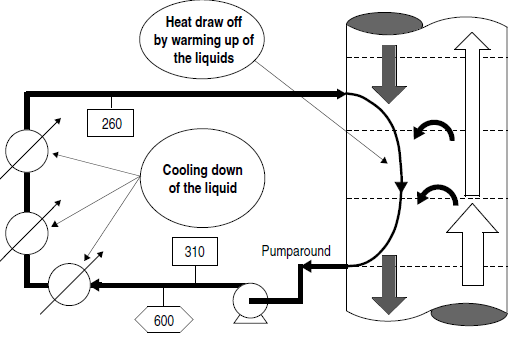 Heat draw off
by warming up of
the liquids
260
Cooling down
of the liquid
310
Pumparound
600